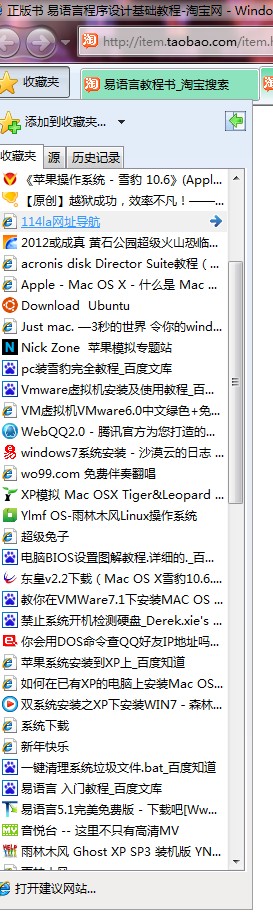 正版书 易语言程序设计基础教程-淘宝网 - Windo
http://item.taobao.com/item.h
收藏夹
易语言教程书_淘宝搜索
添加到收藏夹...
收藏夹 源 历史记录
《苹果操作系统 - 雪豹 10.6》(Appl...
【原创】越狱成功，效率不凡！——...
114la网址导航
2012或成真 黄石公园超级火山恐临...
acronis disk Director Suite教程（...
Apple - Mac OS X - 什么是 Mac ...
Download Ubuntu
Just mac. —3秒的世界 令你的wind...
Nick Zone 苹果模拟专题站
pc装雪豹完全教程_百度文库
Vmware虚拟机安装及使用教程_百...
VM虚拟机VMware6.0中文绿色+免...
WebQQ2.0 - 腾讯官方为您打造的...
windows7系统安装 - 沙漠云的日志 ...
wo99.com 免费伴奏翻唱
XP模拟 Mac OSX Tiger&Leopard ...
Ylmf OS-雨林木风Linux操作系统
超级兔子
电脑BIOS设置图解教程.详细的._百...
东皇v2.2下载（ Mac OS X雪豹10.6....
教你在VMWare7.1下安装MAC OS ...
禁止系统开机检测硬盘_Derek.xie's ...
你会用DOS命令查QQ好友IP地址吗...
苹果系统安装到XP上_百度知道
如何在已有XP的电脑上安装Mac OS...
双系统安装之XP下安装WIN7 - 森林...
系统下载
新年快乐
一键清理系统垃圾文件.bat_百度知道
易语言 入门教程_百度文库
易语言5.1完美免费版 - 下载吧[Ww...
音悦台 -- 这里不只有高清MV
雨林木风 Ghost XP SP3 装机版 YN...
打开建议网站...